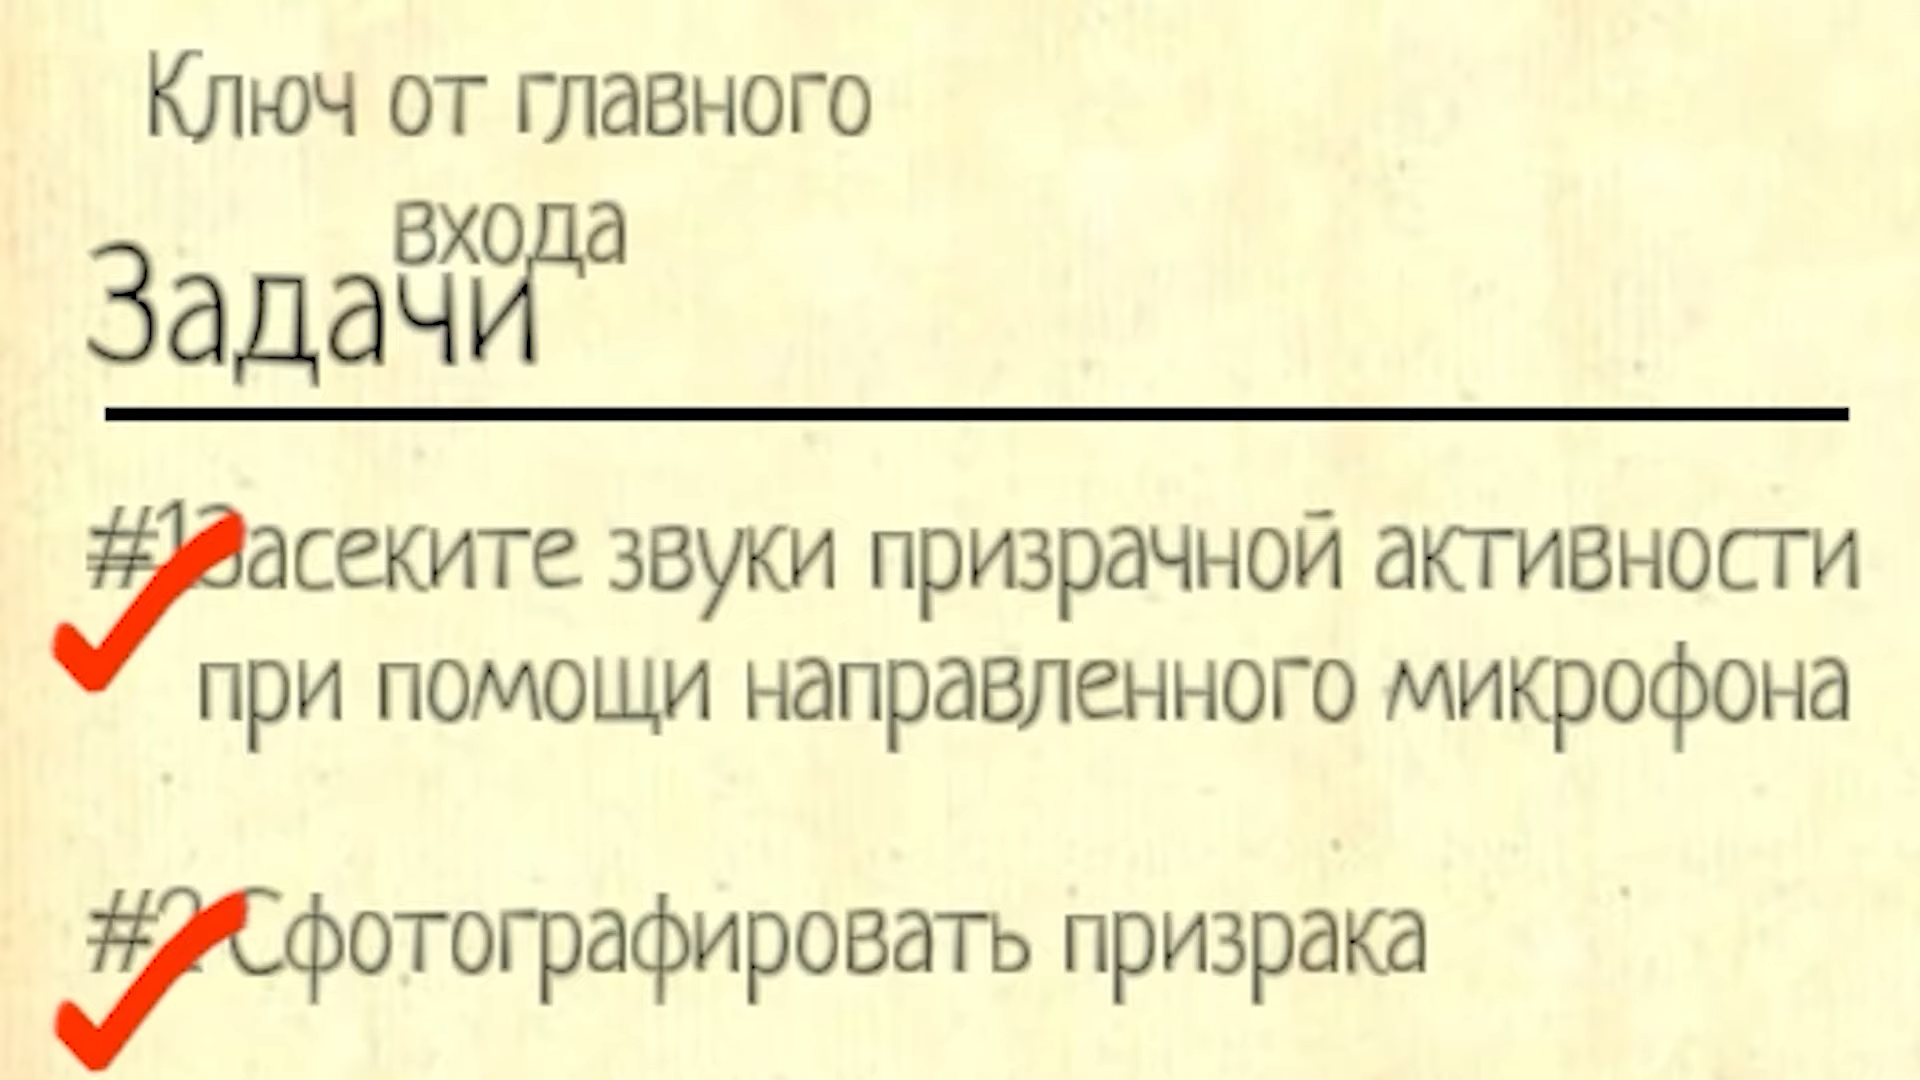 Ключ от главного
входа
Задачи
#1 Засеките звуки призрачной активности
при помощи направленного микрофона
#2 Сфотографировать призрака